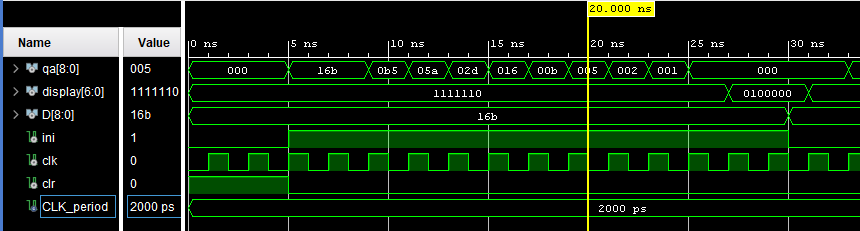 20.000 ns
Name Value 0 ns 5 ns 10 ns 15 ns 20 ns 25 ns 30 ns
qa[8:0] 005 000 16b 0b5 05a 02d 016 00b 005 002 001 000
display[6:0] 1111110 1111110 0100000
D[8:0] 16b 16b
ini 1
clk 0
clr 0
CLK_period 2000 ps 2000 ps